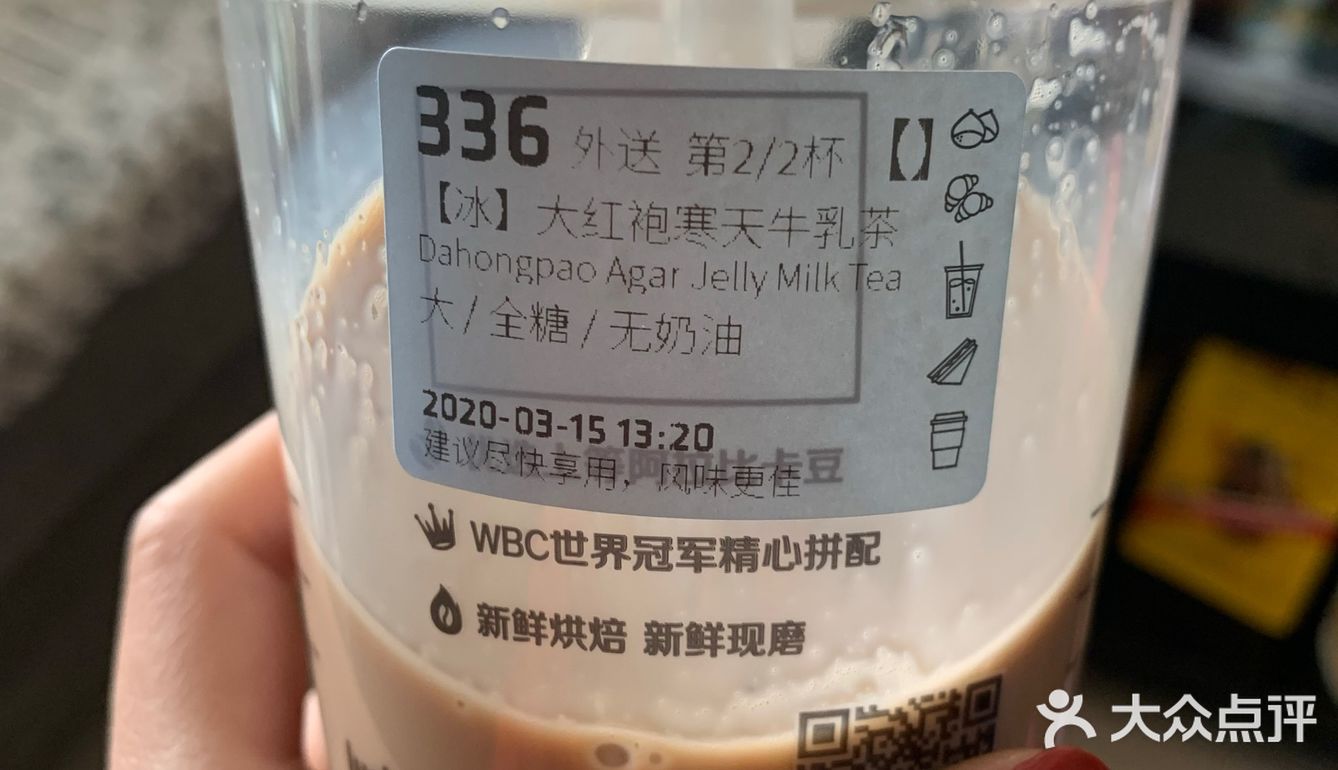 336 外送 第2/2杯 【】
【冰】 大红袍寒天牛乳茶
Dahongpao Agar Jelly Milk Tea
大/全糖/无奶油
2020-03-15 13:20
建议尽快享用，风味更佳
WBC世界冠军精心拼配
新鲜烘焙 新鲜现磨
大众点评